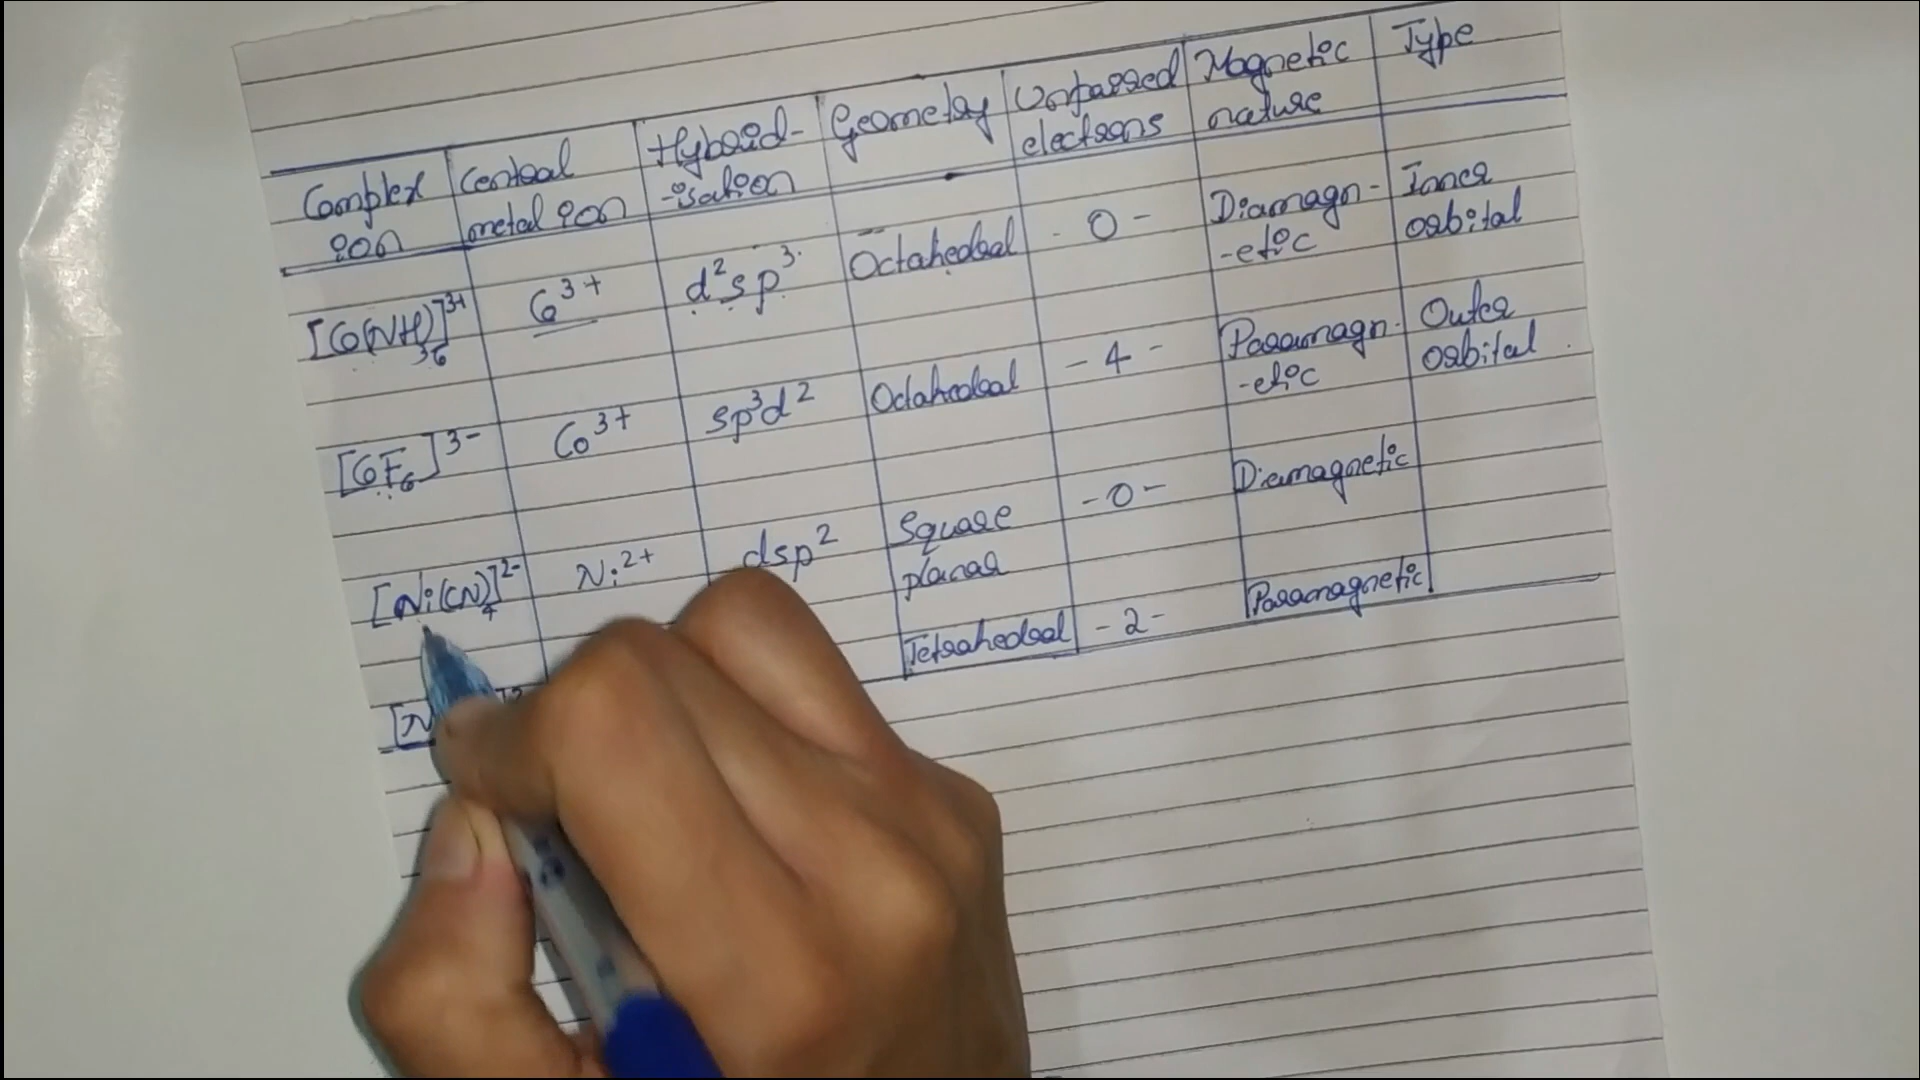 Complex ion | Central metal ion | Hybrid-isation | Geometry | Unpaired electrons | Magnetic nature | Type
[Co(NH3)6]3+ | Co3+ | d²sp³ | Octahedral | - 0 - | Diamagn-etic | Inner orbital
[CoF6]3- | Co3+ | sp³d² | Octahedral | - 4 - | Paramagn-etic | Outer orbital
[Ni(CN)4]2- | Ni2+ | dsp² | Square planar | - 0 - | Diamagnetic
[N | Tetrahedral | - 2 - | Paramagnetic